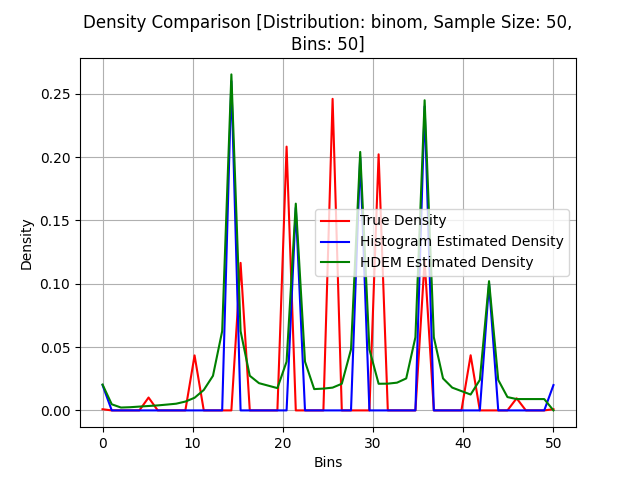 Density Comparison [Distribution: binom, Sample Size: 50,
Bins: 50]
Density
0.25
0.20
0.15
0.10
0.05
0.00
True Density
Histogram Estimated Density
HDEM Estimated Density
0 10 20 30 40 50
Bins